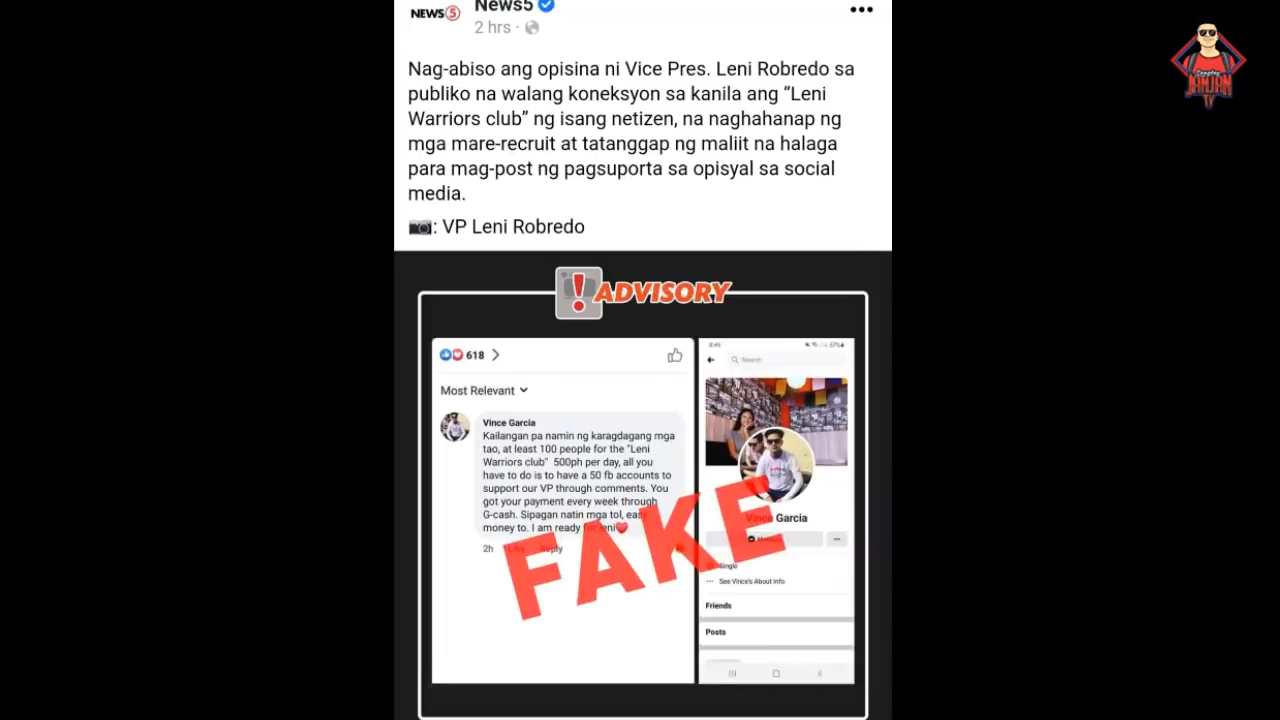 NEWS5
News5
2 hrs
Nag-abiso ang opisina ni Vice Pres. Leni Robredo sa
publiko na walang koneksyon sa kanila ang “Leni
Warriors club” ng isang netizen, na naghahanap ng
mga mare-recruit at tatanggap ng maliit na halaga
para mag-post ng pagsuporta sa opisyal sa social
media.
: VP Leni Robredo
ADVISORY
618
Most Relevant
Vince Garcia
Kailangan pa namin ng karagdagang mga
tao, at least 100 people for the "Leni
Warriors club" 500ph per day, all you
have to do is to have a 50 fb accounts to
support our VP through comments. You
got your payment every week through
G-cash. Sipagan natin mga tol, easy
money to. I am ready for leni
2h Like Reply
Search
Vince Garcia
Single
See Vince's About Info
Friends
Posts
FAKE
JANJAN
TV